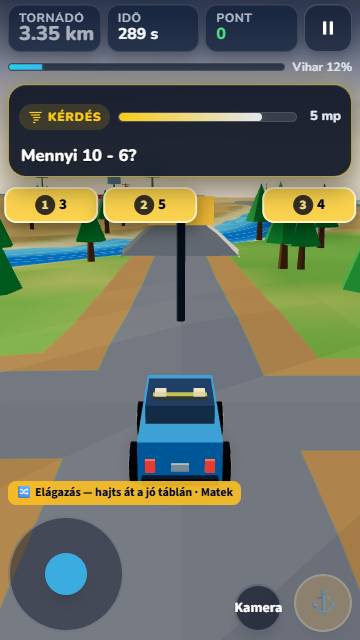 TORNÁDÓ
3.35 km
IDŐ
289 s
PONT
0
Vihar 12%
KÉRDÉS
5 mp
Mennyi 10 - 6?
1 3
2 5
3 4
Elágazás — hajts át a jó táblán · Matek
Kamera